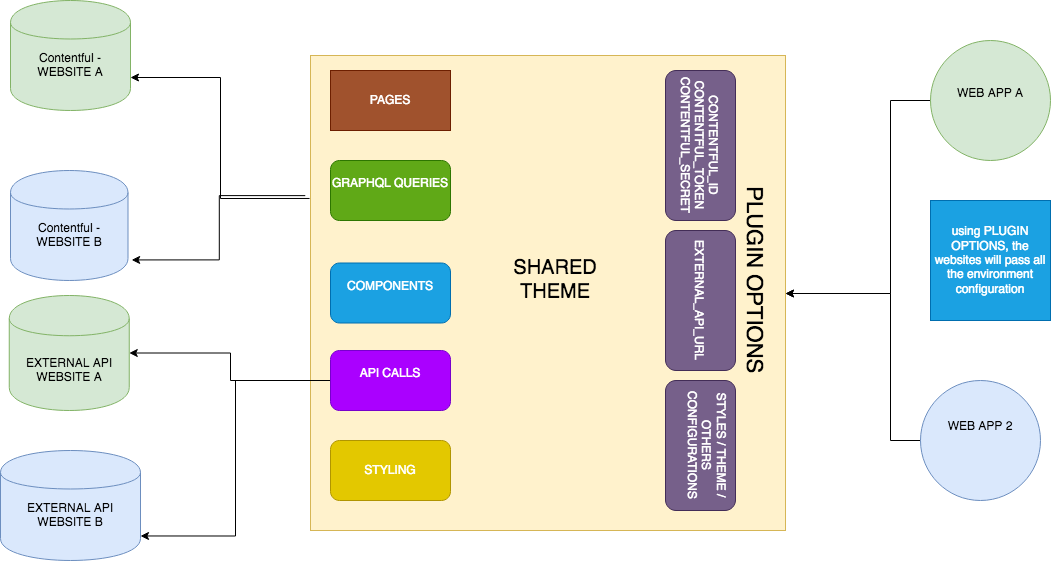 Contentful -
WEBSITE A
Contentful -
WEBSITE B
EXTERNAL API
WEBSITE A
EXTERNAL API
WEBSITE B
PAGES
GRAPHQL QUERIES
COMPONENTS
API CALLS
STYLING
SHARED
THEME
CONTENTFUL_ID
CONTENTFUL_TOKEN
CONTENTFUL_SECRET
EXTERNAL_API_URL
STYLES / THEME /
OTHERS
CONFIGURATIONS
PLUGIN OPTIONS
WEB APP A
using PLUGIN
OPTIONS, the
websites will pass all
the environment
configuration
WEB APP 2